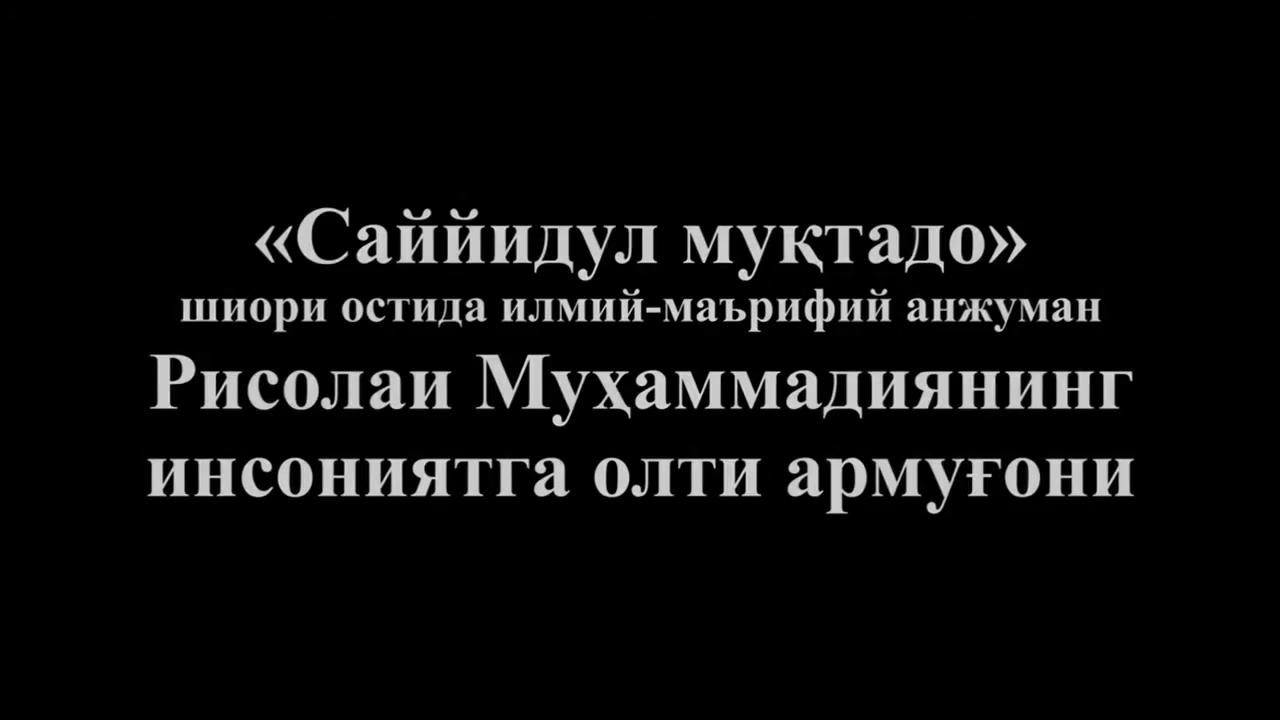 «Саййидул муқтадо»
шиори остида илмий-маърифий анжуман
Рисолаи Муҳаммадиянинг
инсониятга олти армуғони